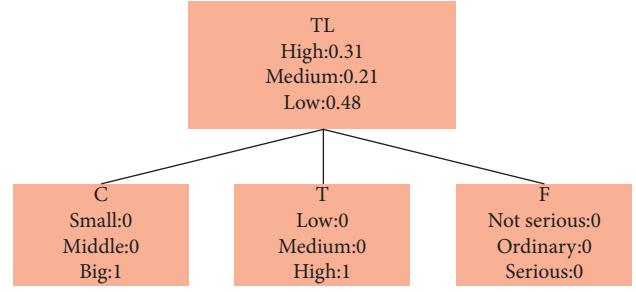 TL
High:0.31
Medium:0.21
Low:0.48
C
Small:0
Middle:0
Big:1
T
Low:0
Medium:0
High:1
F
Not serious:0
Ordinary:0
Serious:0